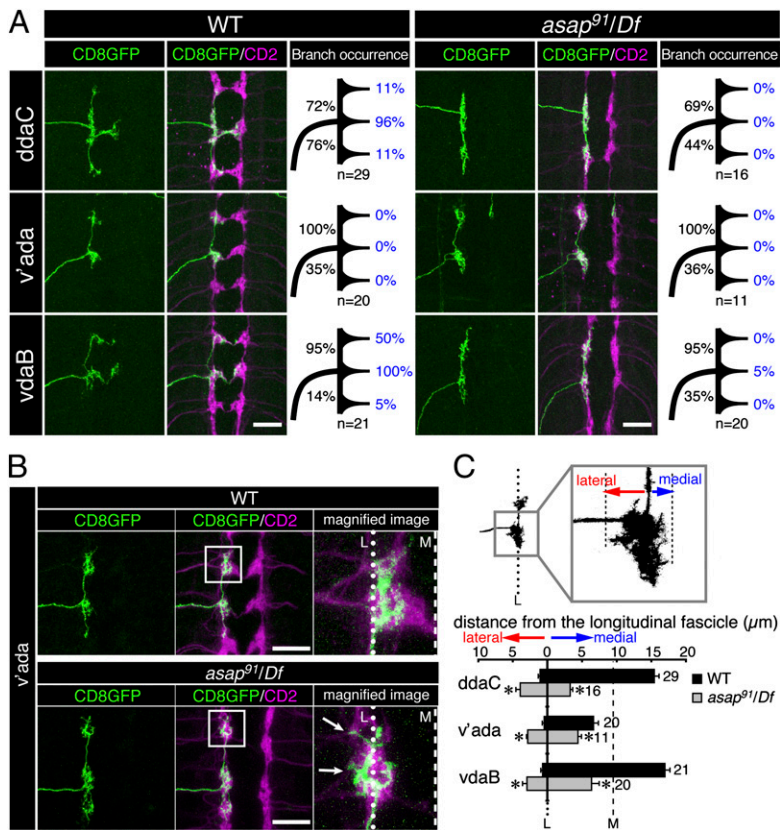 A
WT
asap91/Df
CD8GFP CD8GFP/CD2 Branch occurrence CD8GFP CD8GFP/CD2 Branch occurrence
ddaC
72%
76%
11%
96%
11%
n=29
69%
44%
0%
0%
0%
n=16
v'ada
100%
35%
0%
0%
0%
n=20
100%
36%
0%
0%
0%
n=11
vdaB
95%
14%
50%
100%
5%
n=21
95%
35%
0%
5%
0%
n=20
B
WT
CD8GFP CD8GFP/CD2 magnified image
L M
v'ada
asap91/Df
CD8GFP CD8GFP/CD2 magnified image
L M
C
lateral medial
L
distance from the longitudinal fascicle (μm)
lateral medial
10 5 0 5 10 15 20
WT
asap91/Df
ddaC 29
* *16
v'ada 20
* *11
vdaB 21
* *20
L M